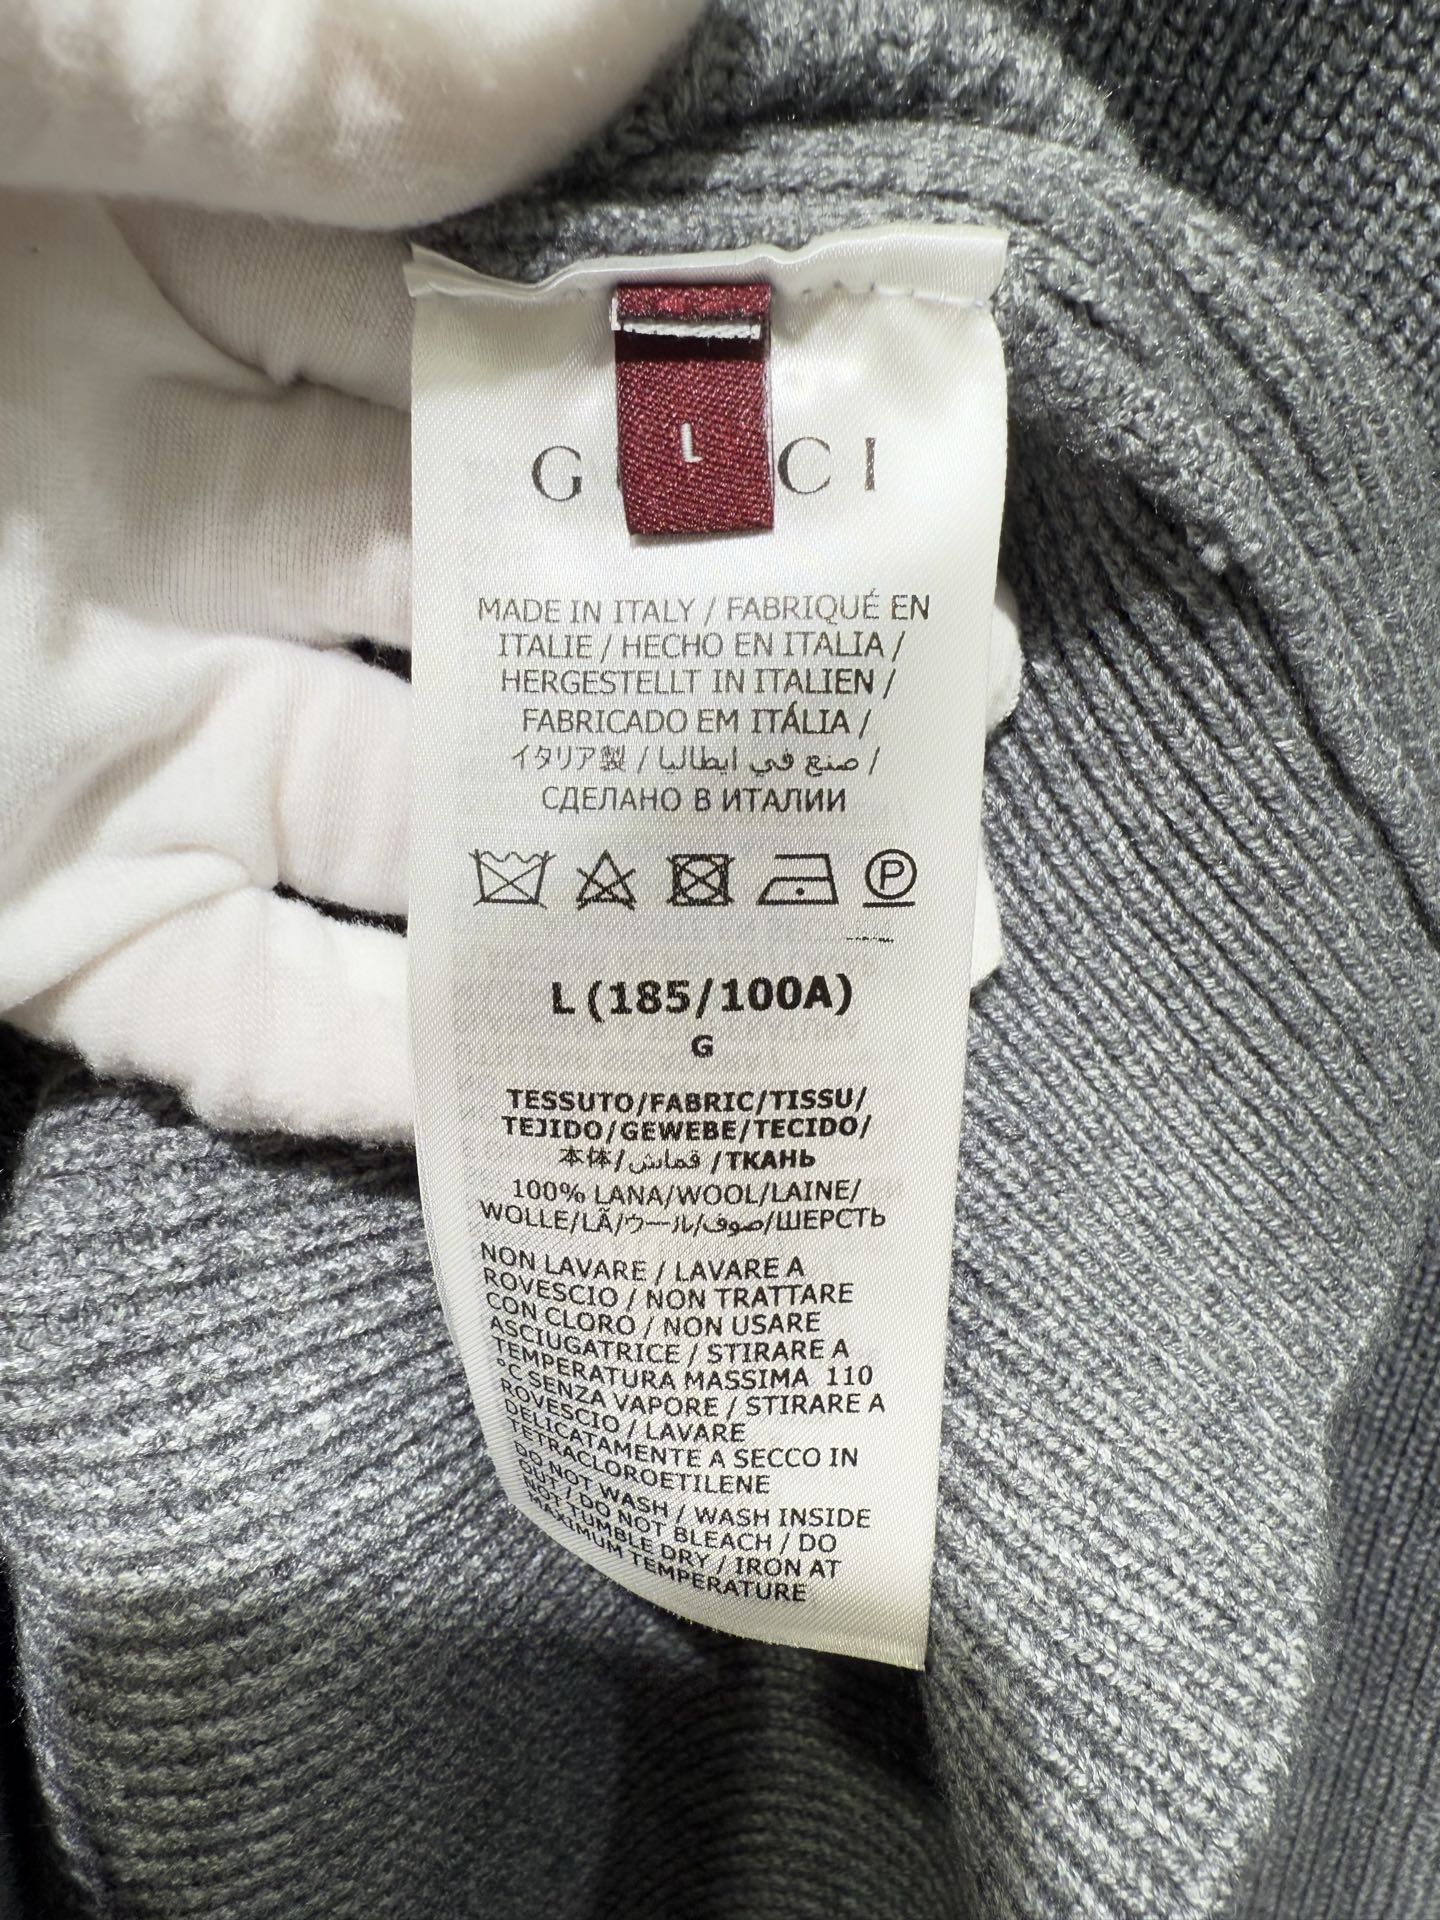 L
G CI
MADE IN ITALY / FABRIQUÉ EN
ITALIE / HECHO EN ITALIA /
HERGESTELLT IN ITALIEN /
FABRICADO EM ITÁLIA /
イタリア製 / صنع في ايطاليا /
СДЕЛАНО В ИТАЛИИ
P
L (185/100A)
G
TESSUTO/FABRIC/TISSU/
TEJIDO/GEWEBE/TECIDO/
本体/قماش /ТКАНЬ
100% LANA/WOOL/LAINE/
WOLLE/LÃ/ウール/صوف/ШЕРСТЬ
NON LAVARE / LAVARE A
ROVESCIO / NON TRATTARE
CON CLORO / NON USARE
ASCIUGATRICE / STIRARE A
TEMPERATURA MASSIMA 110
°C SENZA VAPORE / STIRARE A
ROVESCIO / LAVARE
DELICATAMENTE A SECCO IN
TETRACLOROETILENE
DO NOT WASH / WASH INSIDE
OUT / DO NOT BLEACH / DO
NOT TUMBLE DRY / IRON AT
MAXIMUM TEMPERATURE